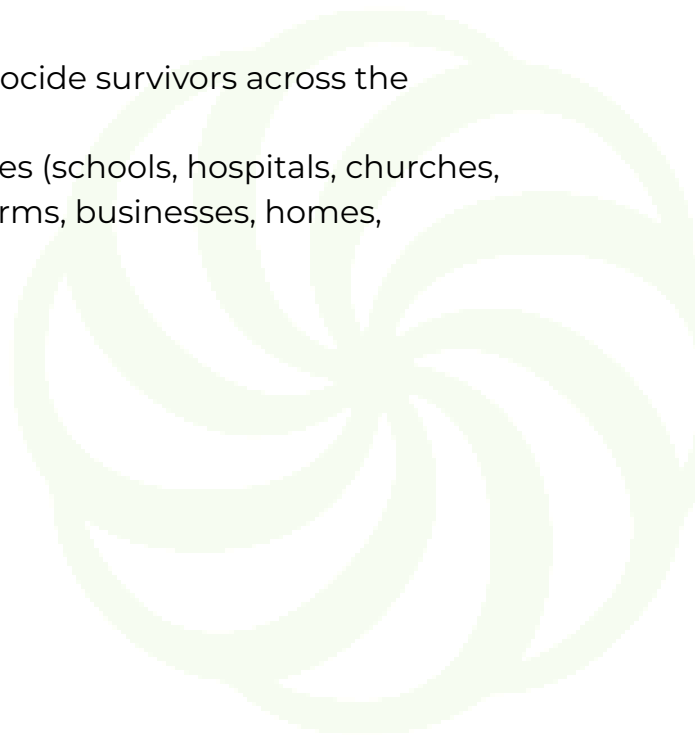 ocide survivors across the
es (schools, hospitals, churches,
rms, businesses, homes,